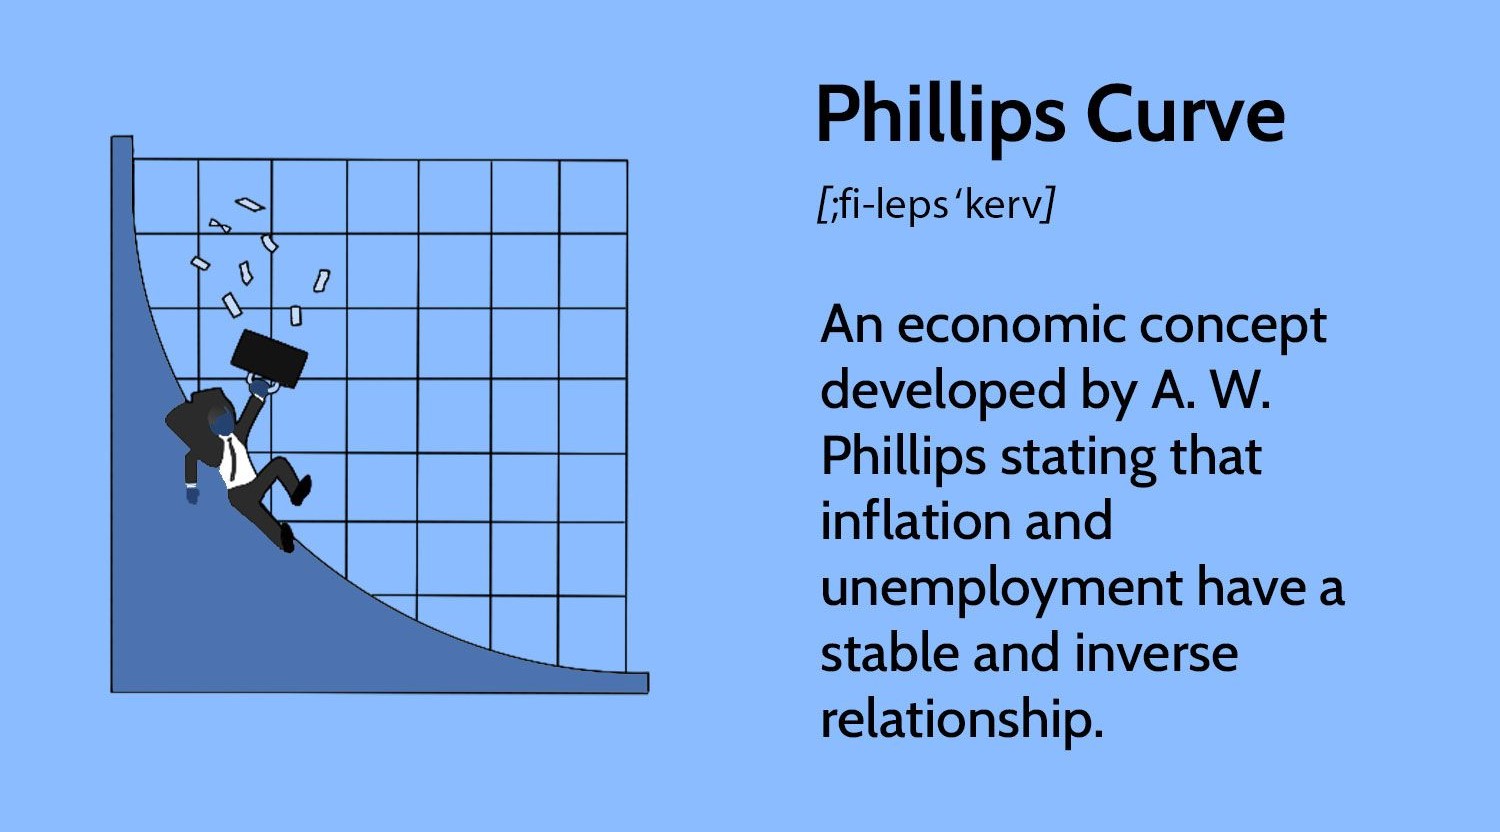 Phillips Curve
[;fi-leps ‘kerv]
An economic concept
developed by A. W.
Phillips stating that
inflation and
unemployment have a
stable and inverse
relationship.